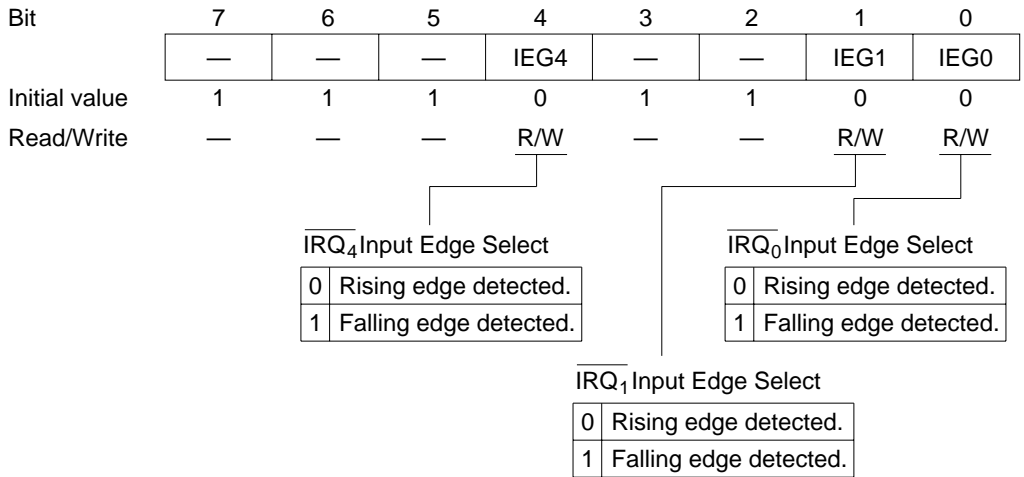 Bit 7 6 5 4 3 2 1 0
— — — IEG4 — — IEG1 IEG0
Initial value 1 1 1 0 1 1 0 0
Read/Write — — — R/W — — R/W R/W
IRQ4 Input Edge Select
0 Rising edge detected.
1 Falling edge detected.
IRQ0 Input Edge Select
0 Rising edge detected.
1 Falling edge detected.
IRQ1 Input Edge Select
0 Rising edge detected.
1 Falling edge detected.